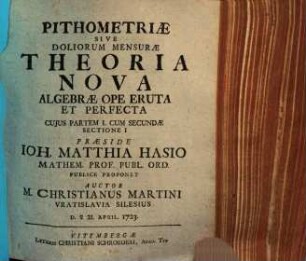 PITHOMETRIÆ
SIVE
DOLIORUM MENSURÆ
THEORIA
NOVA
ALGEBRÆ OPE ERUTA
ET PERFECTA
CUJUS PARTEM I. CUM SECUNDÆ
SECTIONE I
PRÆSIDE
IOH. MATTHIA HASIO
MATHEM. PROF. PUBL. ORD.
PUBLICE PROPONET
AUCTOR
M. CHRISTIANUS MARTINI
VRATISLAVIA SILESIUS
D. APRIL. 1723.
VITEMBERGÆ
CHRISTIANI